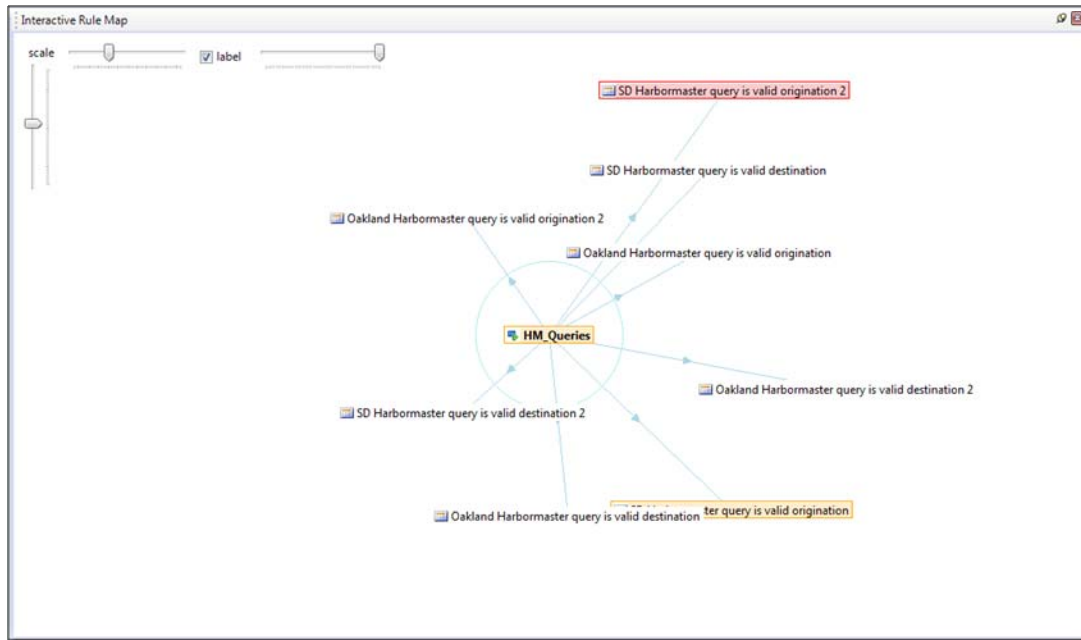 Interactive Rule Map
scale
label
SD Harbormaster query is valid origination 2
SD Harbormaster query is valid destination
Oakland Harbormaster query is valid origination 2
Oakland Harbormaster query is valid origination
HM_Queries
Oakland Harbormaster query is valid destination 2
SD Harbormaster query is valid destination 2
query is valid origination
Oakland Harbormaster query is valid destination